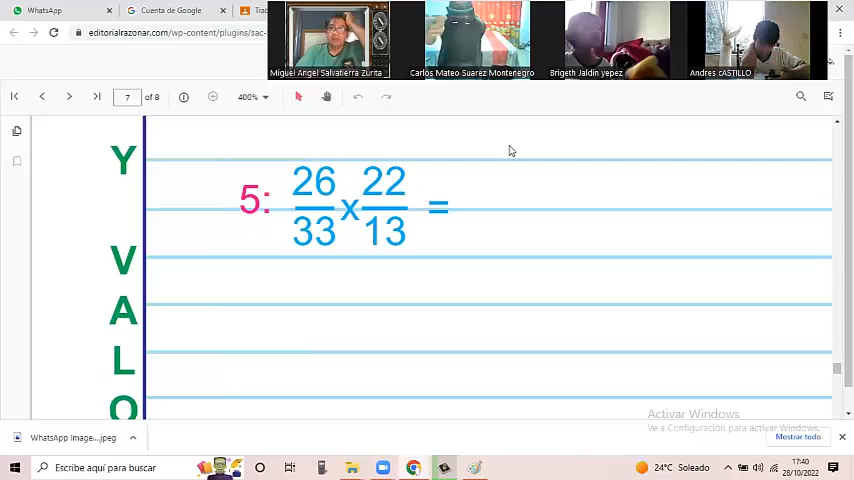 WhatsApp
Cuenta de Google
Trab
editorialrazonar.com/wp-content/plugins/sac-
Miguel Angel Salvatierra Zurita
Carlos Mateo Suarez Montenegro
Brigeth Jaldin yepez
Andres cASTILLO
7 of 8
400%
Y
V
A
L
O
5: 26/33 x 22/13 =
Activar Windows
Ve a Configuración para activar Windows.
WhatsApp Image....jpeg
Mostrar todo
Escribe aquí para buscar
24°C Soleado
17:40
28/10/2022